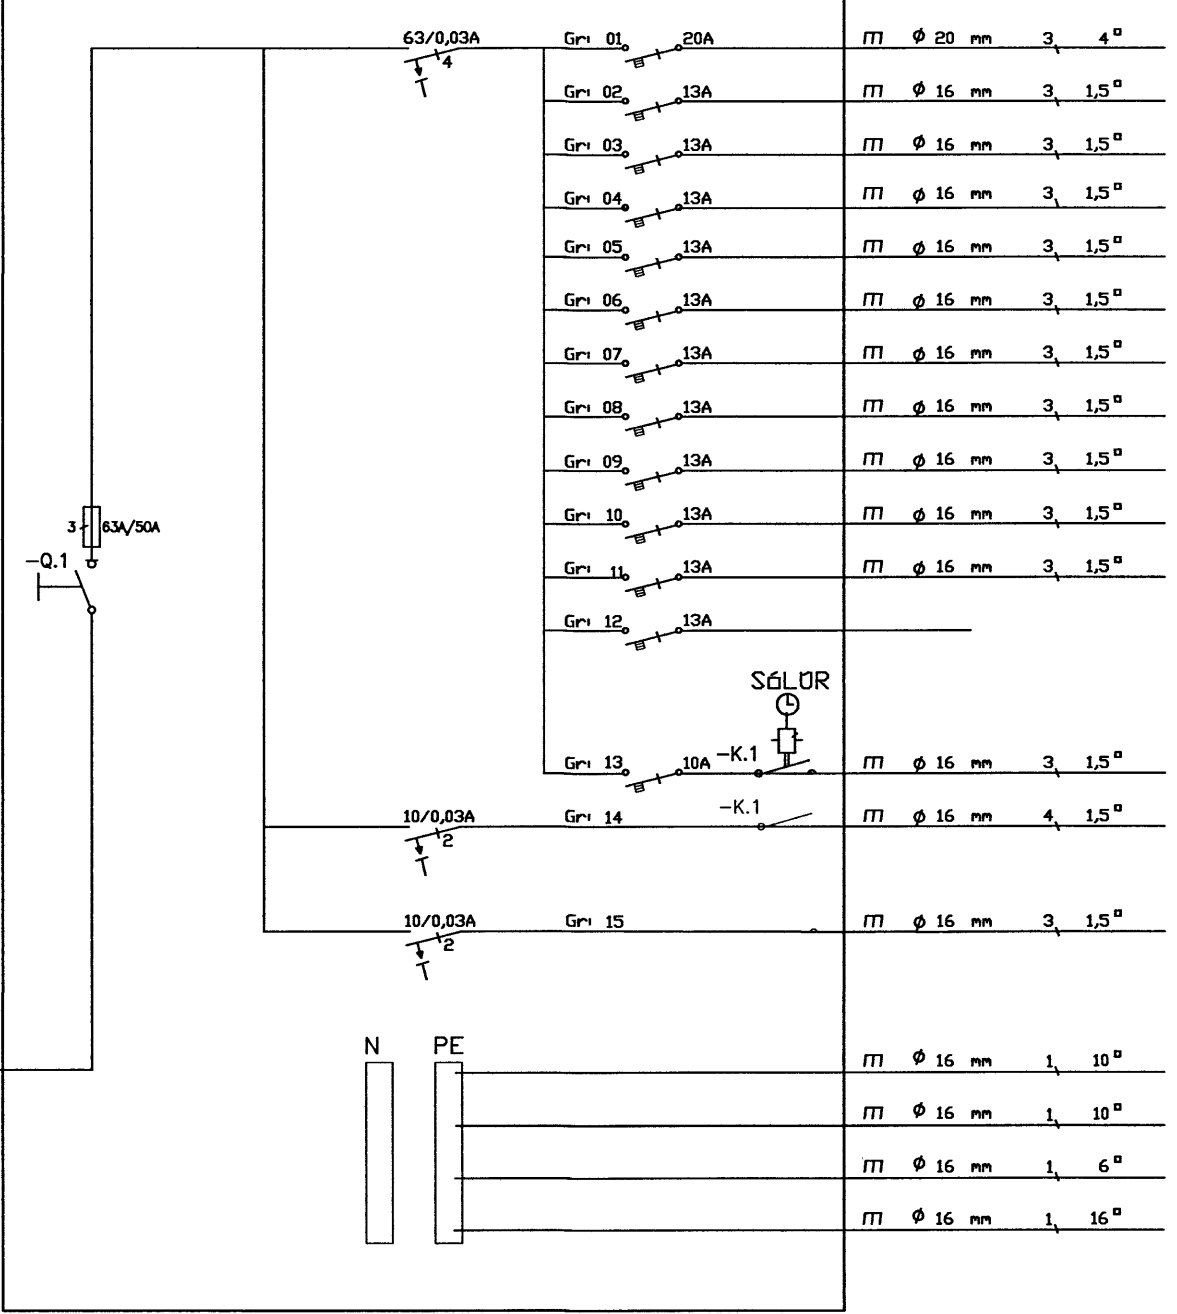 63/0,03A 4 Gr: 01 20A m Ø 20 mm 3 4□
Gr: 02 13A m Ø 16 mm 3 1,5□
Gr: 03 13A m Ø 16 mm 3 1,5□
Gr: 04 13A m Ø 16 mm 3 1,5□
Gr: 05 13A m Ø 16 mm 3 1,5□
Gr: 06 13A m Ø 16 mm 3 1,5□
Gr: 07 13A m Ø 16 mm 3 1,5□
Gr: 08 13A m Ø 16 mm 3 1,5□
Gr: 09 13A m Ø 16 mm 3 1,5□
Gr: 10 13A m Ø 16 mm 3 1,5□
3 63A/50A
-Q.1
Gr: 11 13A m Ø 16 mm 3 1,5□
Gr: 12 13A
SóLÚR
Gr: 13 10A -K.1 m Ø 16 mm 3 1,5□
10/0,03A 2 Gr: 14 -K.1 m Ø 16 mm 4 1,5□
10/0,03A 2 Gr: 15 m Ø 16 mm 3 1,5□
N PE
m Ø 16 mm 1 10□
m Ø 16 mm 1 10□
m Ø 16 mm 1 6□
m Ø 16 mm 1 16□